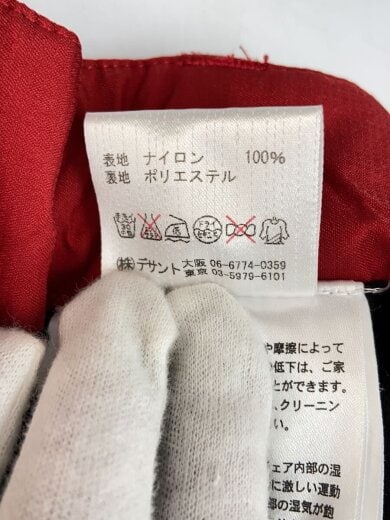 表地 ナイロン 100%
裏地 ポリエステル
(株)デサント 大阪 06-6774-0359
東京 03-5979-6101
や摩擦によって
低下は、ご家
とができます。
、クリーニン
い。
ェア内部の湿
に激しい運動
部の湿気が飽